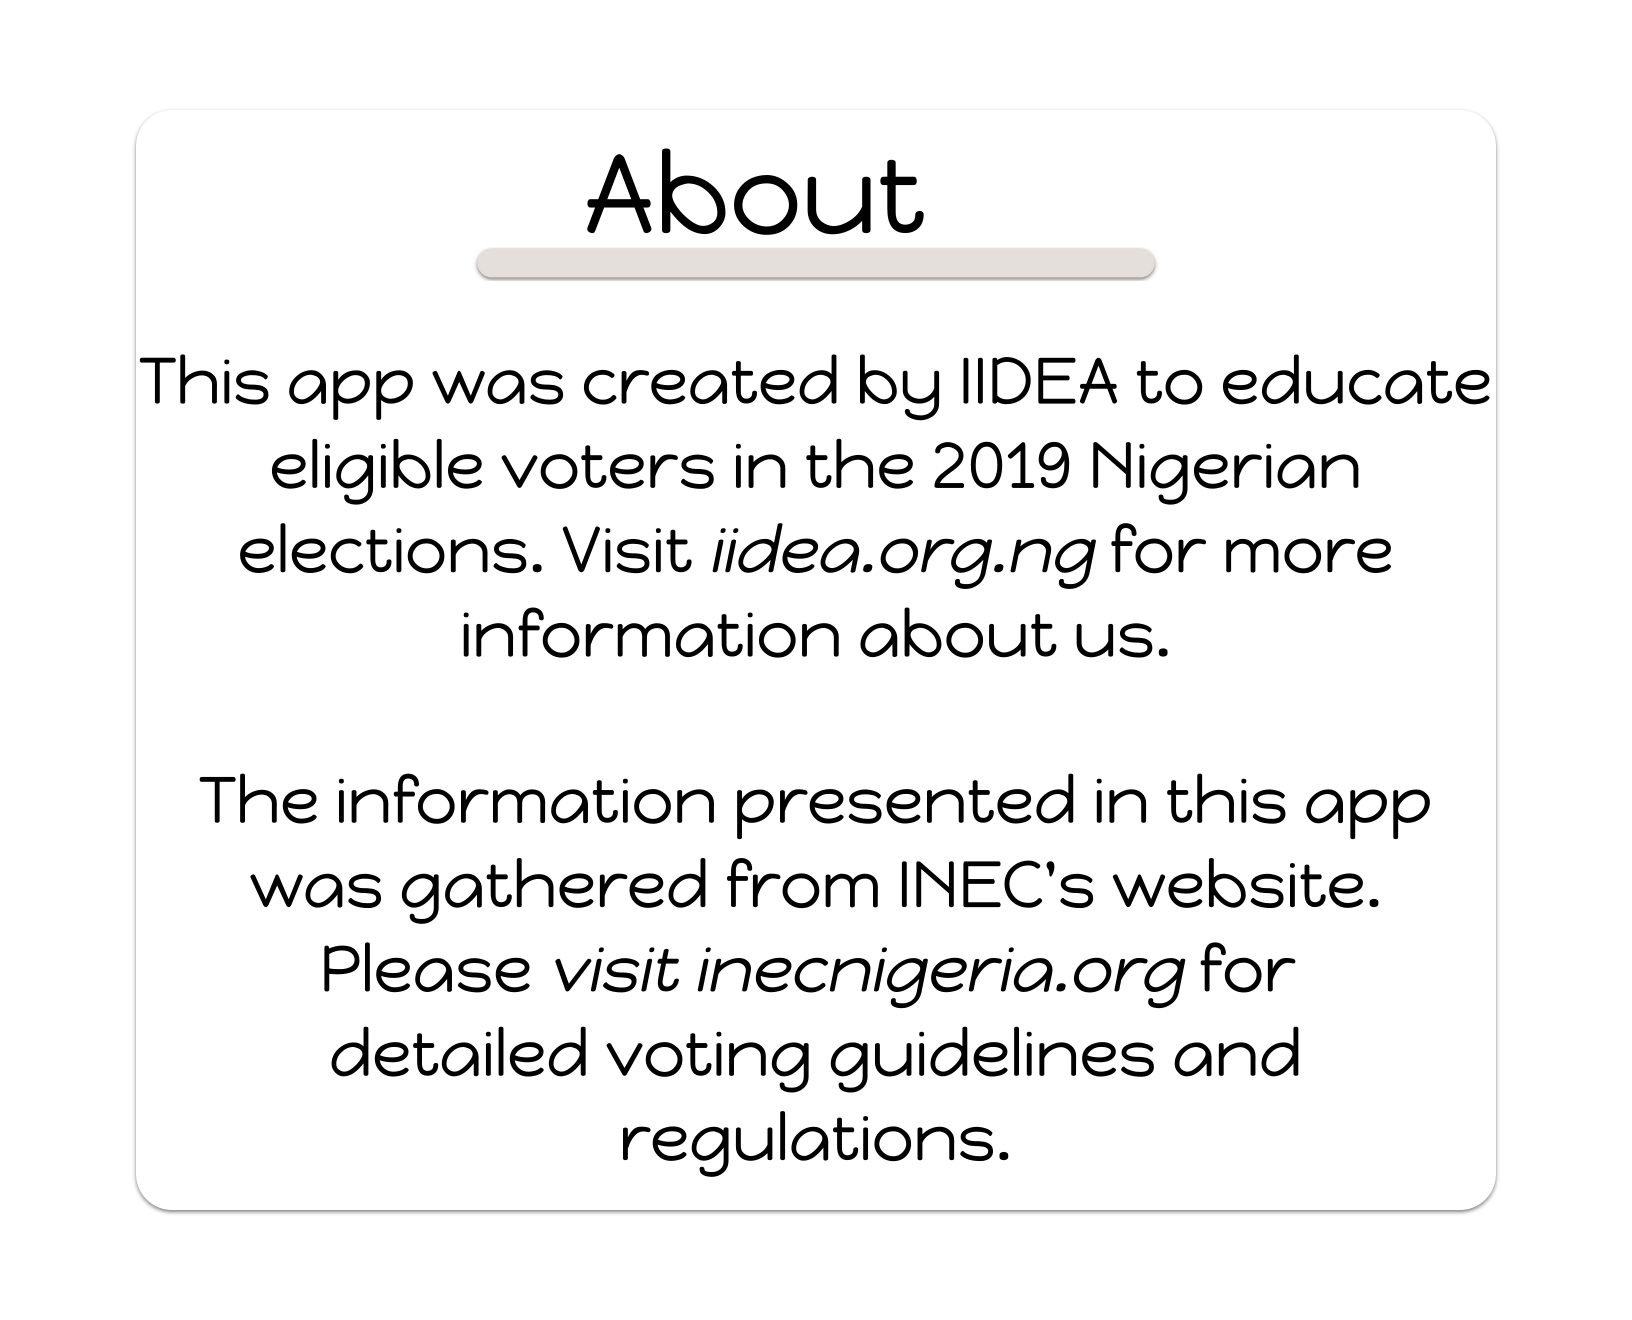 About
This app was created by IIDEA to educate
eligible voters in the 2019 Nigerian
elections. Visit iidea.org.ng for more
information about us.
The information presented in this app
was gathered from INEC's website.
Please visit inecnigeria.org for
detailed voting guidelines and
regulations.